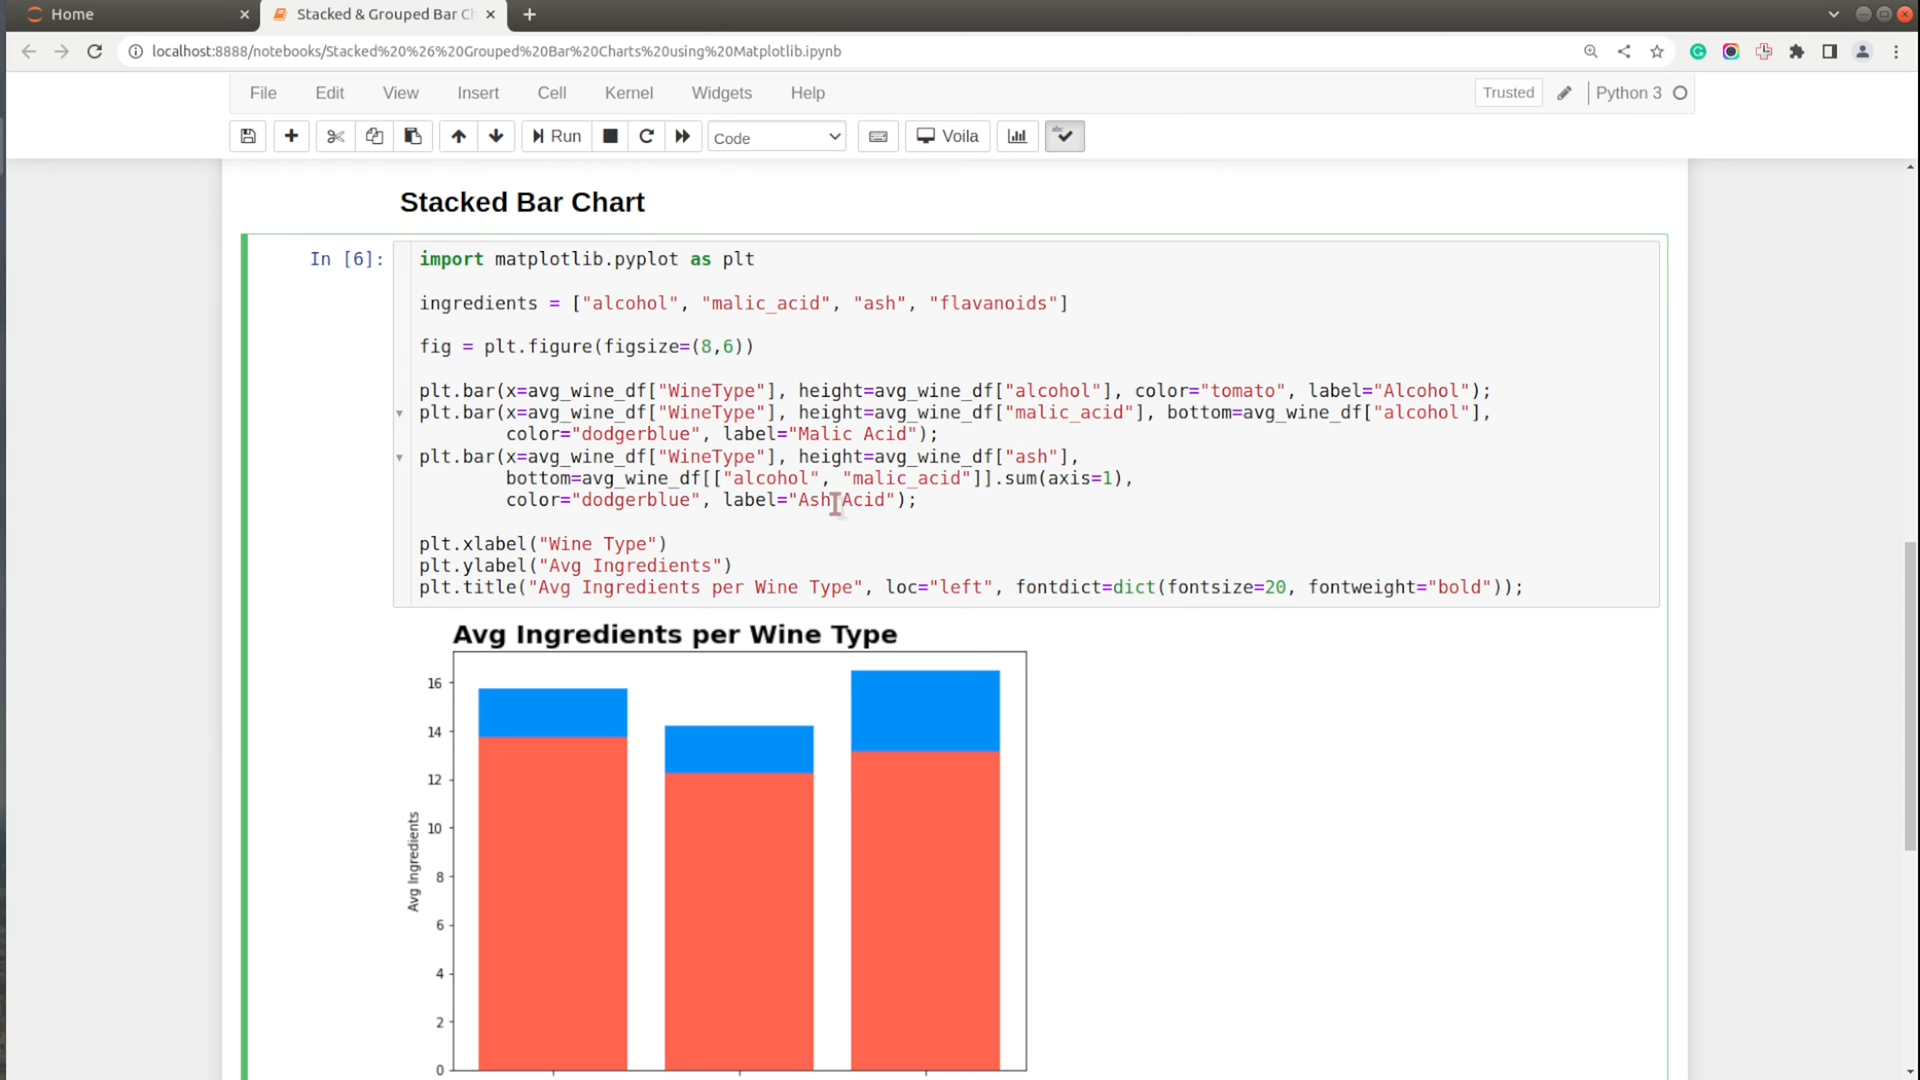 Home
Stacked & Grouped Bar Ch
localhost:8888/notebooks/Stacked%20%26%20Grouped%20Bar%20Charts%20using%20Matplotlib.ipynb
File Edit View Insert Cell Kernel Widgets Help Trusted Python 3
Run Code Voila
Stacked Bar Chart
In [6]:
import matplotlib.pyplot as plt
ingredients = ["alcohol", "malic_acid", "ash", "flavanoids"]
fig = plt.figure(figsize=(8,6))
plt.bar(x=avg_wine_df["WineType"], height=avg_wine_df["alcohol"], color="tomato", label="Alcohol");
plt.bar(x=avg_wine_df["WineType"], height=avg_wine_df["malic_acid"], bottom=avg_wine_df["alcohol"],
color="dodgerblue", label="Malic Acid");
plt.bar(x=avg_wine_df["WineType"], height=avg_wine_df["ash"],
bottom=avg_wine_df[["alcohol", "malic_acid"]].sum(axis=1),
color="dodgerblue", label="Ash Acid");
plt.xlabel("Wine Type")
plt.ylabel("Avg Ingredients")
plt.title("Avg Ingredients per Wine Type", loc="left", fontdict=dict(fontsize=20, fontweight="bold"));
Avg Ingredients per Wine Type
16
14
12
10
8
6
4
2
0
Avg Ingredients